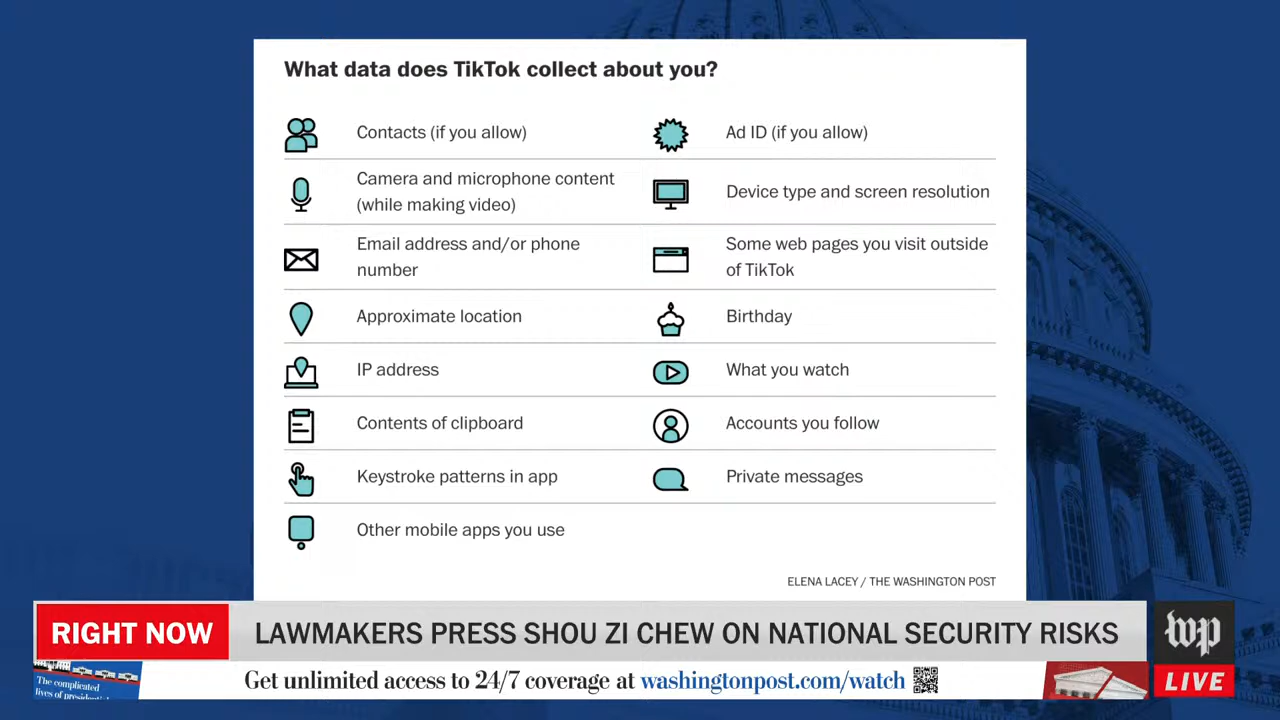 What data does TikTok collect about you?
Contacts (if you allow)
Camera and microphone content
(while making video)
Email address and/or phone
number
Approximate location
IP address
Contents of clipboard
Keystroke patterns in app
Other mobile apps you use
Ad ID (if you allow)
Device type and screen resolution
Some web pages you visit outside
of TikTok
Birthday
What you watch
Accounts you follow
Private messages
ELENA LACEY / THE WASHINGTON POST
RIGHT NOW
LAWMAKERS PRESS SHOU ZI CHEW ON NATIONAL SECURITY RISKS
wp
The complicated
lives of
Get unlimited access to 24/7 coverage at washingtonpost.com/watch
LIVE